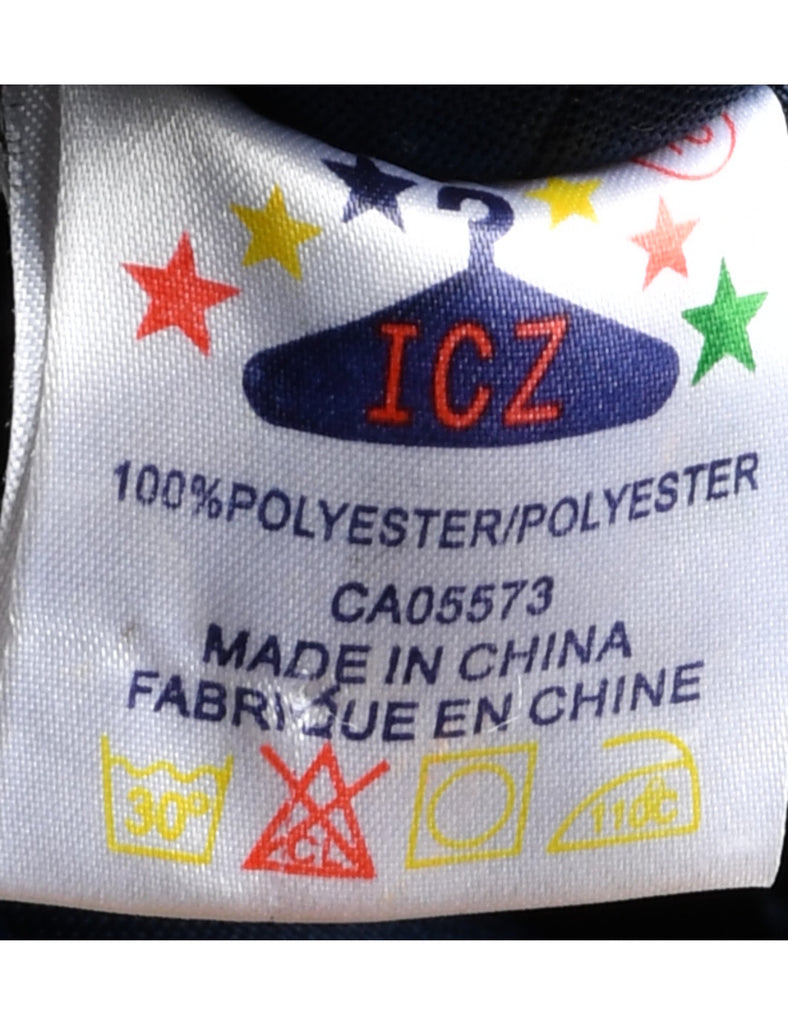 ICZ
100%POLYESTER/POLYESTER
CA05573
MADE IN CHINA
FABRIQUE EN CHINE
30°
CL
110°C